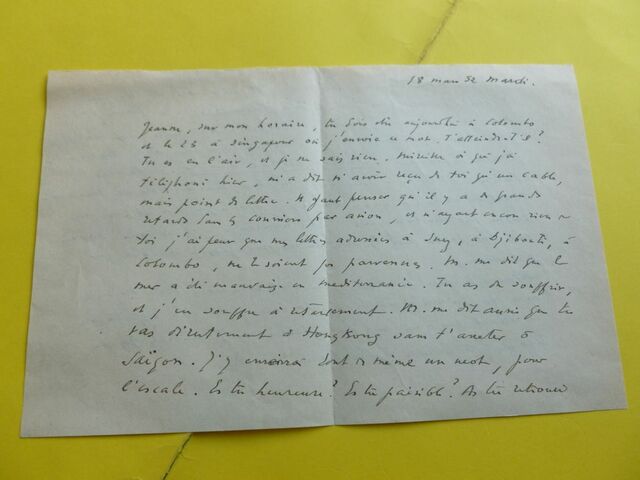 18 mars 52 mardi.
Jeanne, sur mon horaire, tu dois être aujourd'hui à Colombo
et le 23 à Singapour où j'envoie ce mot. T'atteindra-t-il ?
Tu es en l'air, et je ne sais rien. à qui j'ai
téléphoné hier, m'a dit n'avoir reçu de toi qu'un cable,
mais point de lettre. Il faut penser qu'il y a de grands
retards dans les courriers par avion, et n'ayant encore rien de
toi j'ai peur que mes lettres adressées à Suez, à Djibouti, à
Colombo, ne te soient pas parvenues. M. me dit que la
mer a été mauvaise en méditerranée. Tu as dû souffrir,
et j'en souffre à retardement. M. me dit aussi que tu
vas directement à Hong Kong sans t'arrêter à
Saïgon. J'y enverrai tout de même un mot, pour
l'escale. Es tu heureuse ? Es tu paisible ? As tu retrouvé